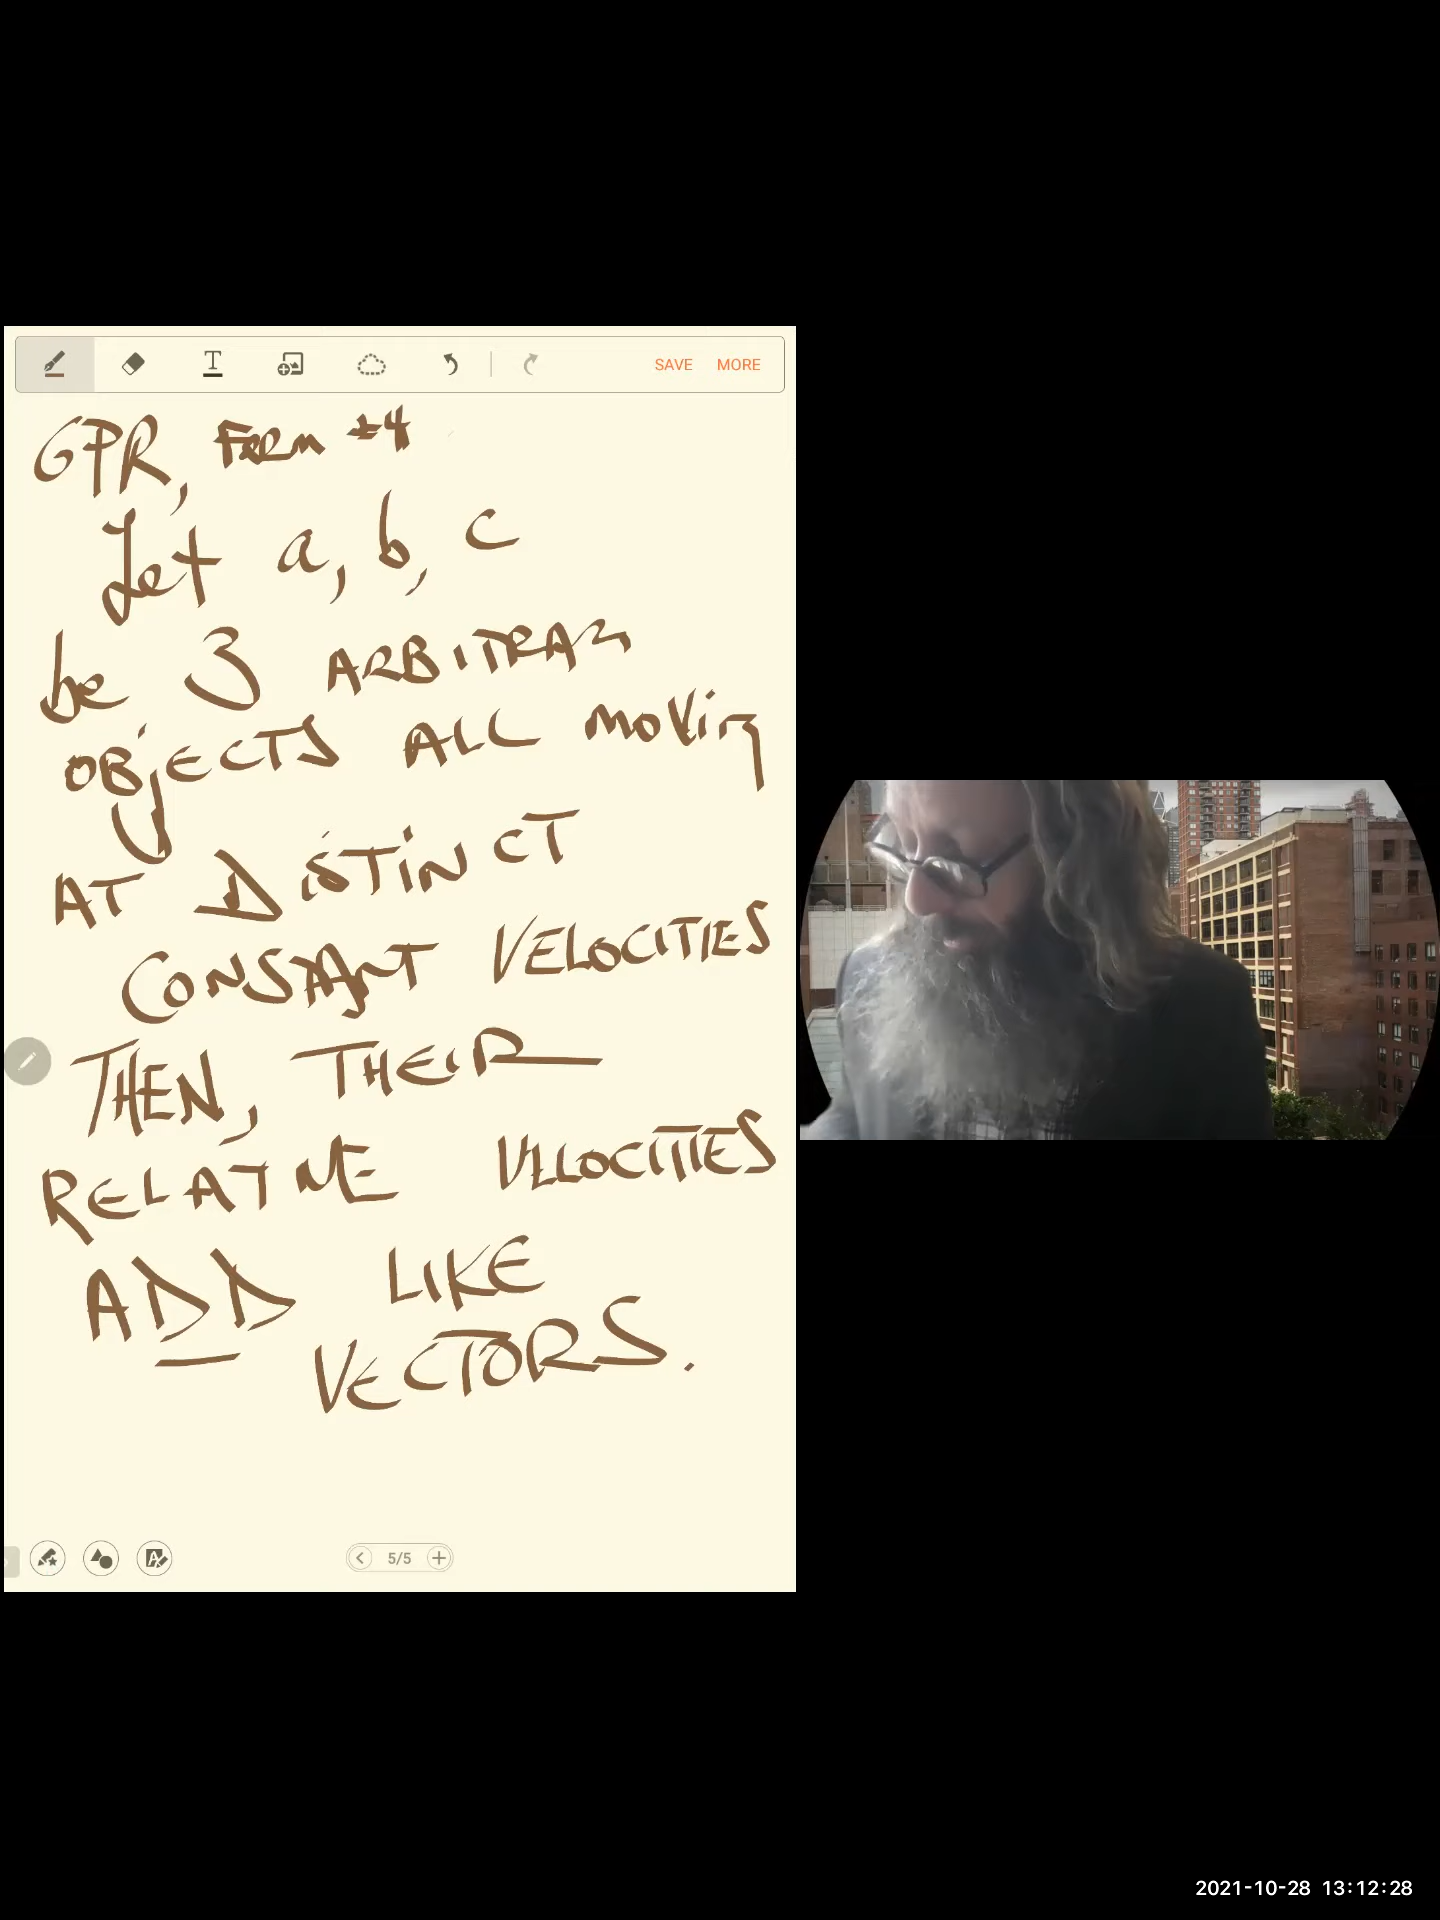 T
SAVE
MORE
GPR, Form #4
Let a, b, c
be 3 ARBITRARY
OBJECTS ALL moving
AT DISTINCT
CONSTANT VELOCITIES
THEN, THEIR
RELATIVE VELOCITIES
ADD LIKE
VECTORS.
5/5
2021-10-28 13:12:28